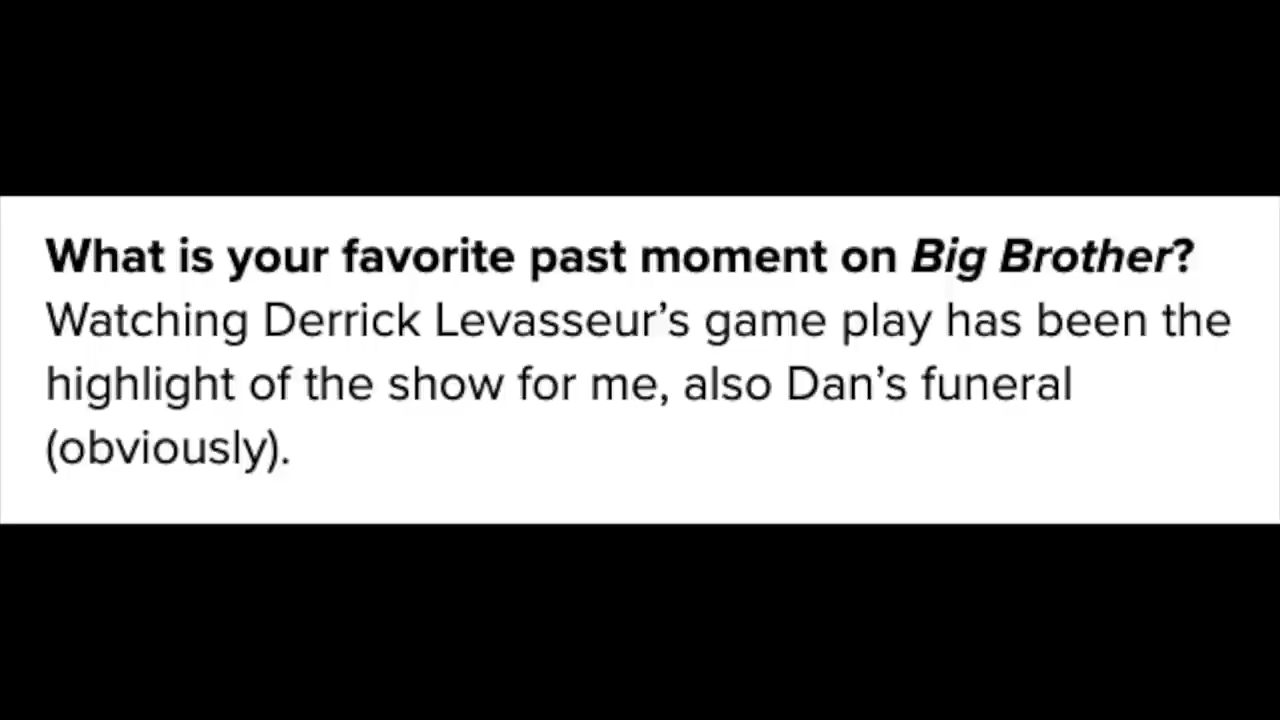 What is your favorite past moment on Big Brother?
Watching Derrick Levasseur’s game play has been the
highlight of the show for me, also Dan’s funeral
(obviously).